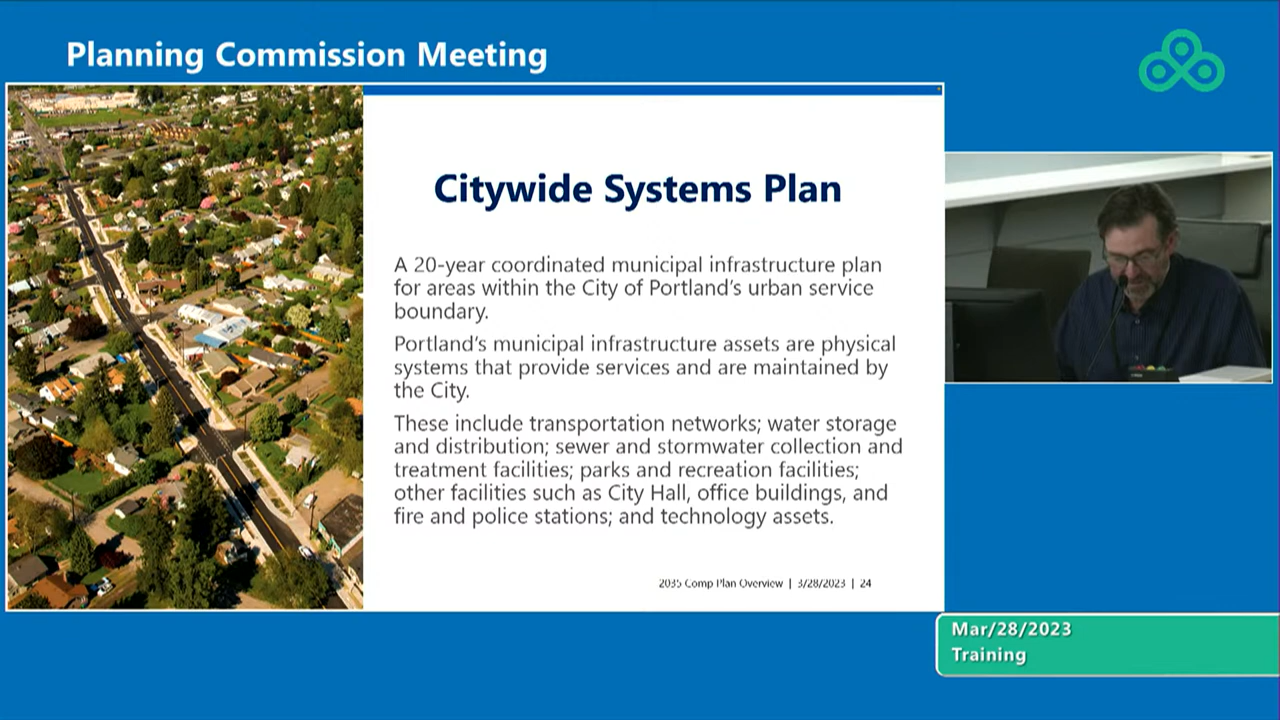 Planning Commission Meeting
Citywide Systems Plan
A 20-year coordinated municipal infrastructure plan
for areas within the City of Portland's urban service
boundary.
Portland's municipal infrastructure assets are physical
systems that provide services and are maintained by
the City.
These include transportation networks; water storage
and distribution; sewer and stormwater collection and
treatment facilities; parks and recreation facilities;
other facilities such as City Hall, office buildings, and
fire and police stations; and technology assets.
2035 Comp Plan Overview | 3/28/2023 | 24
Mar/28/2023
Training